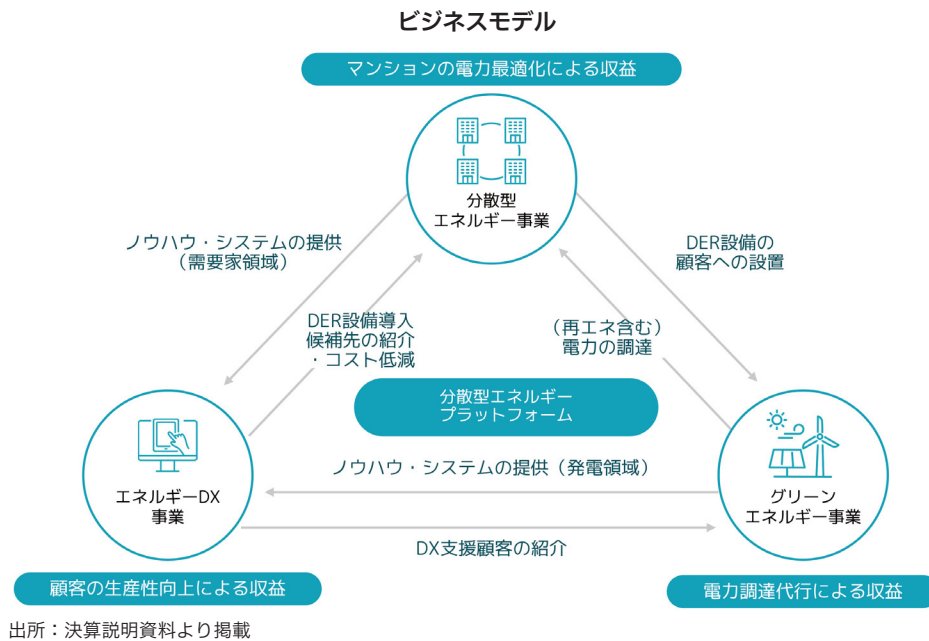 ビジネスモデル
マンションの電力最適化による収益
分散型
エネルギー事業
ノウハウ・システムの提供
（需要家領域）
DER設備の
顧客への設置
DER設備導入
候補先の紹介
・コスト低減
（再エネ含む）
電力の調達
分散型エネルギー
プラットフォーム
ノウハウ・システムの提供（発電領域）
エネルギーDX
事業
グリーン
エネルギー事業
DX支援顧客の紹介
顧客の生産性向上による収益
電力調達代行による収益
出所：決算説明資料より掲載